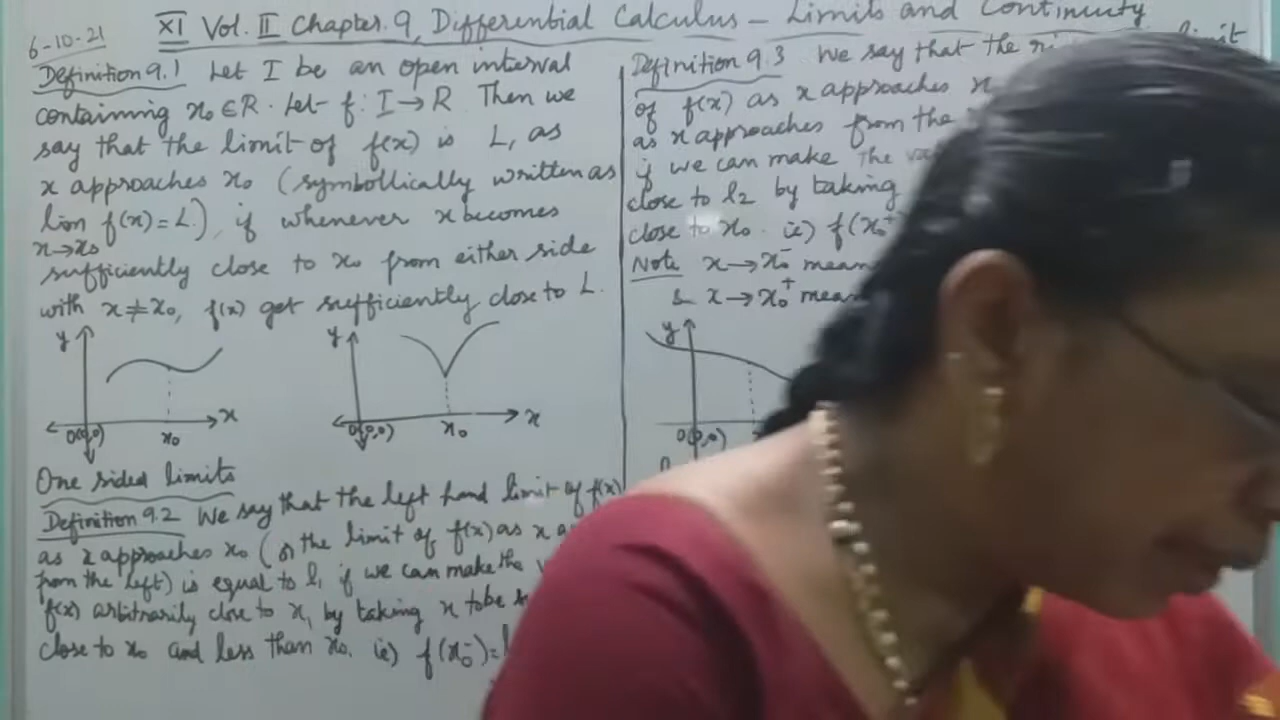 6-10-21
XI Vol. II Chapter. 9, Differential Calculus – Limits and Continuity
Definition 9.1 Let I be an open interval
containing x₀ ∈ R. Let f: I → R Then we
say that the limit of f(x) is L, as
x approaches x₀ (symbollically written as
lim f(x) = L.), if whenever x becomes
x→x₀
sufficiently close to x₀ from either side
with x ≠ x₀, f(x) get sufficiently close to L.
y x O(0,0) x₀
y x O(0,0) x₀
One sided limits
Definition 9.2 We say that the left hand limit of f(x)
as x approaches x₀ (or the limit of f(x) as x
from the left) is equal to l₁ if we can make the
f(x) arbitrarily close to x, by taking x to be
close to x₀ and less than x₀. ie) f(x₀⁻) =
Definition 9.3 We say that the limit
of f(x) as x approaches
as x approaches from the
if we can make the
close to l₂ by taking
close to x₀. ie) f(x₀⁺)
Note x → x₀⁻ mean
& x → x₀⁺ mean
y O(0,0)